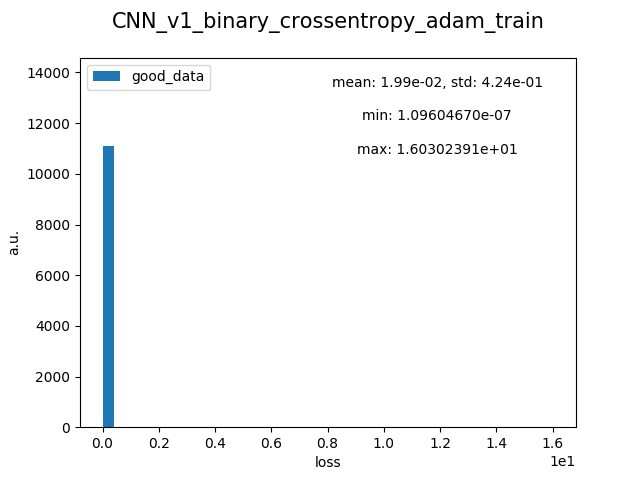 CNN_v1_binary_crossentropy_adam_train
14000
12000
10000
8000
6000
4000
2000
0
a.u.
good_data
mean: 1.99e-02, std: 4.24e-01
min: 1.09604670e-07
max: 1.60302391e+01
0.0 0.2 0.4 0.6 0.8 1.0 1.2 1.4 1.6
loss
1e1